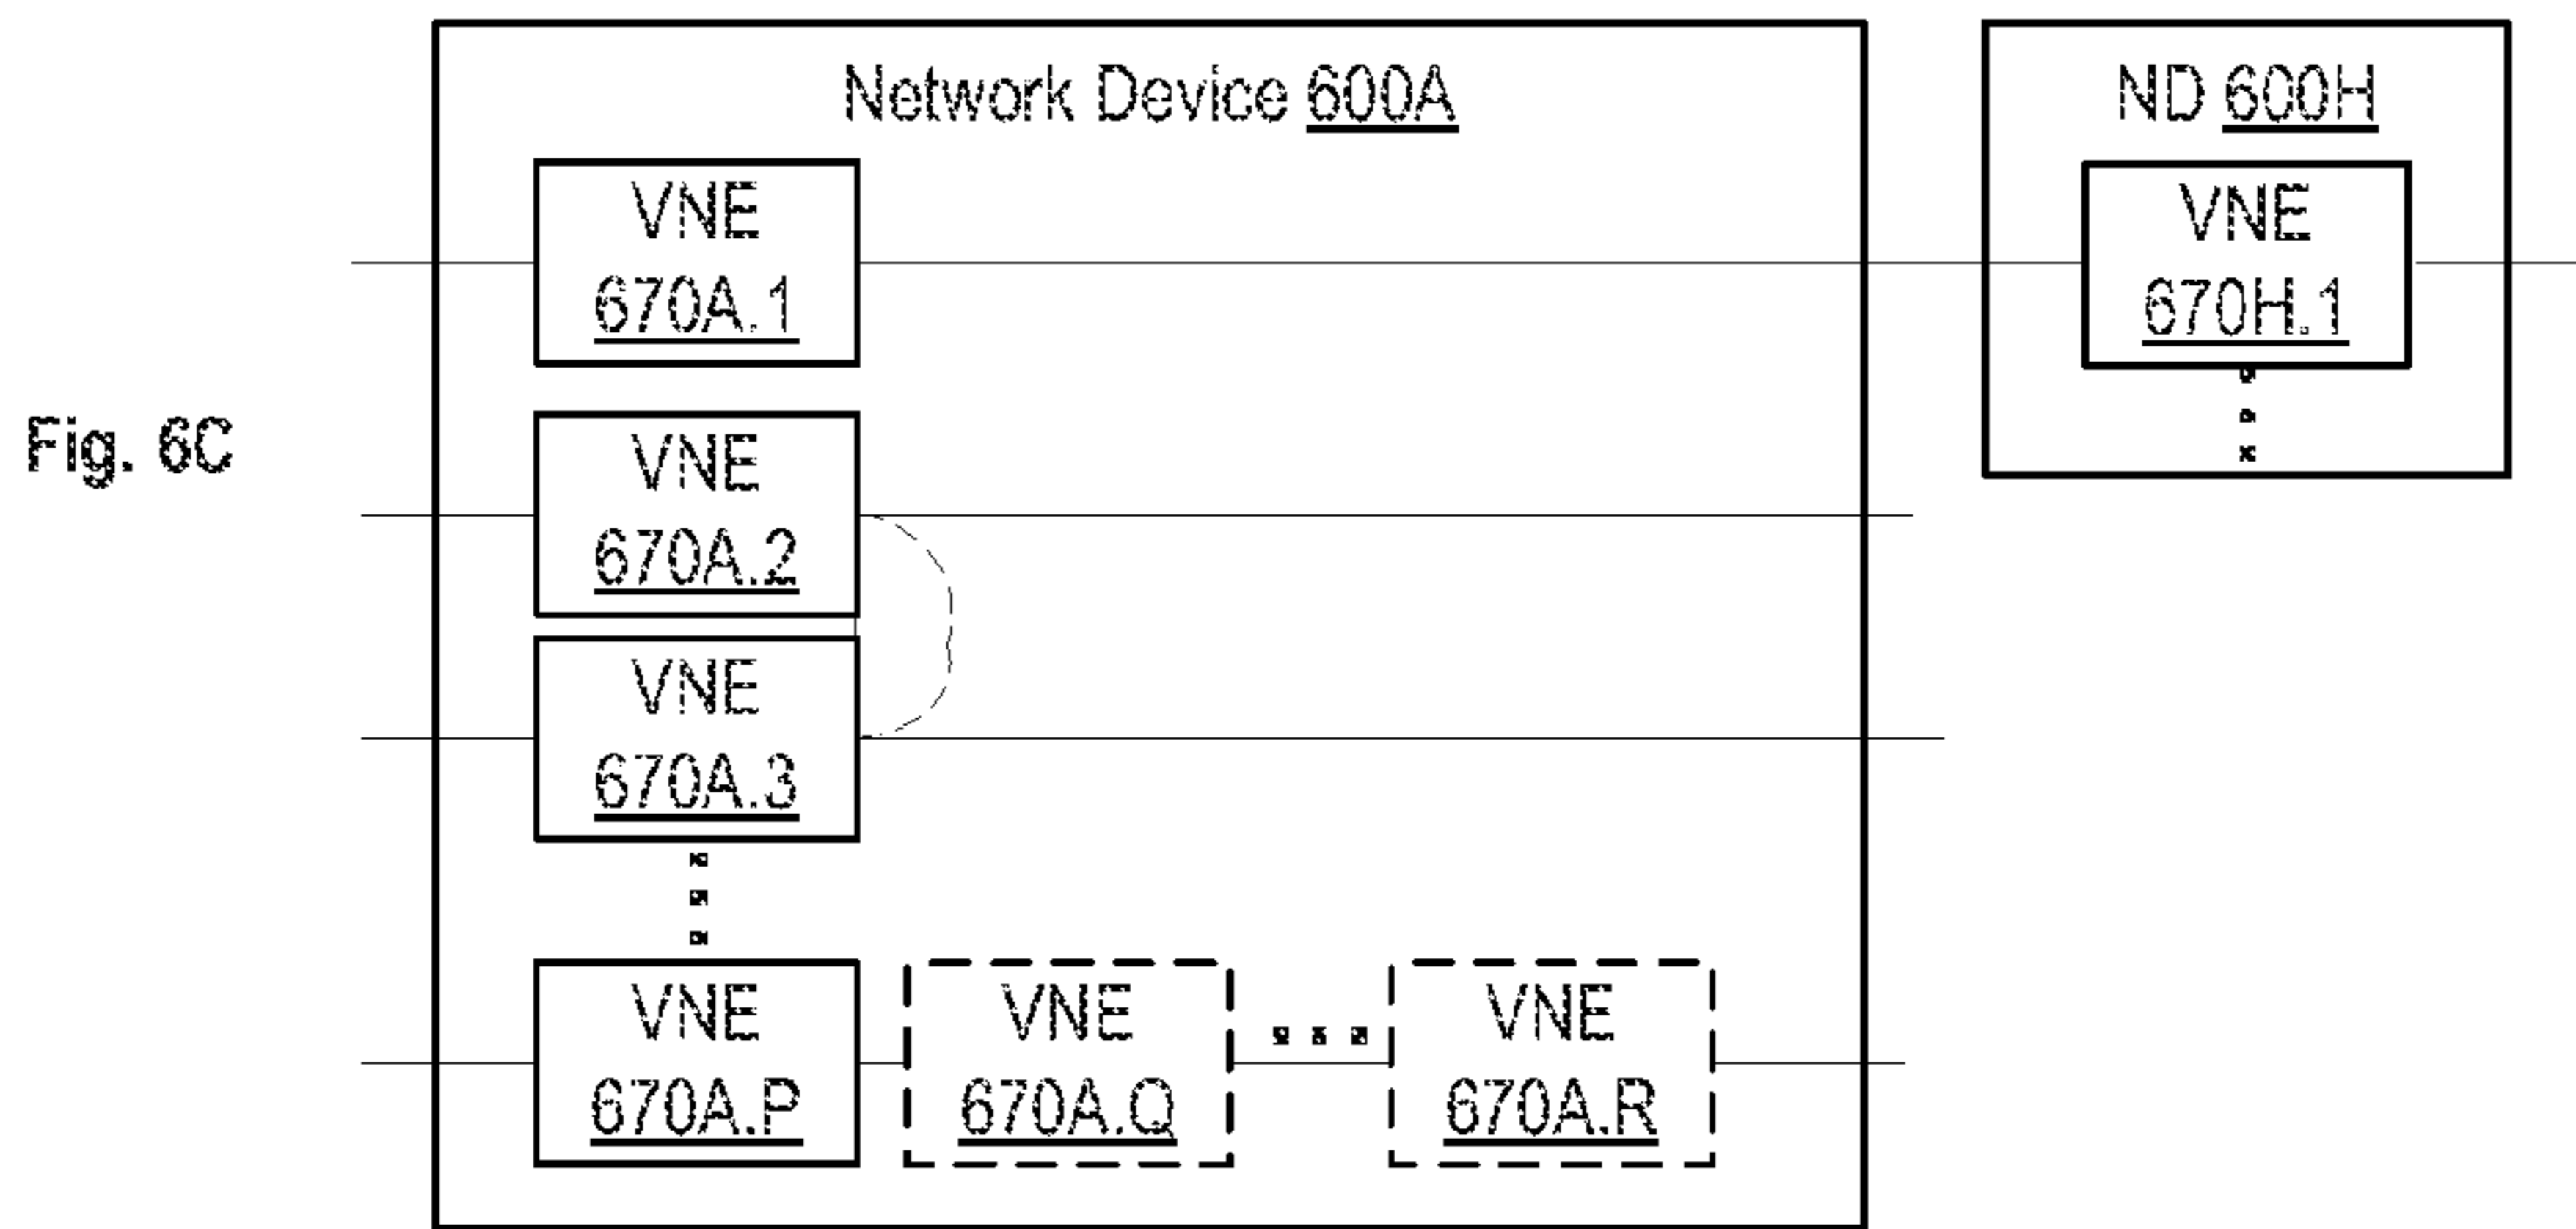 Network Device 600A
ND 600H
VNE
670A.1
VNE
670H.1
Fig. 6C
VNE
670A.2
VNE
670A.3
VNE
670A.P
VNE
670A.Q
VNE
670A.R